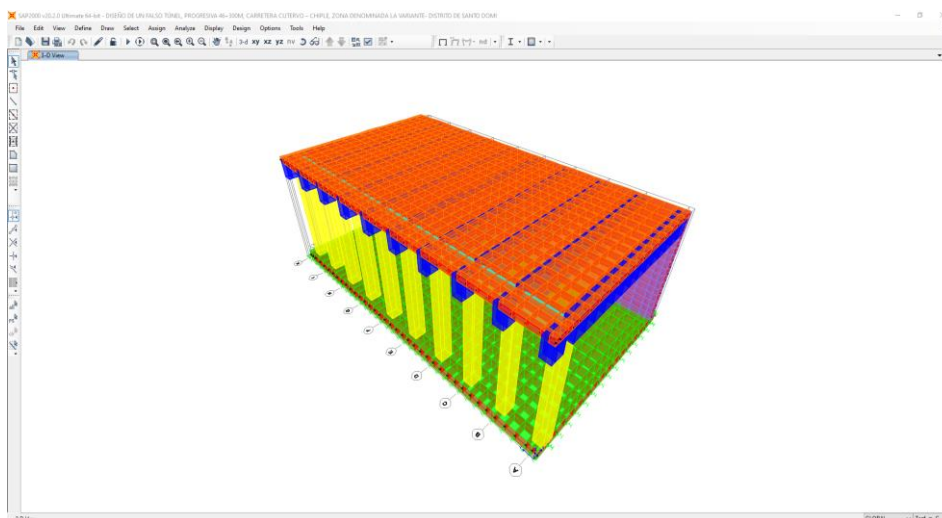 SAP2000 v20.2.0 Ultimate 64-bit - DISEÑO DE UN FALSO TÚNEL, PROGRESIVA 46+300M, CARRETERA CUTERVO – CHIPLE, ZONA DENOMINADA LA VARIANTE- DISTRITO DE SANTO DOMI
File Edit View Define Draw Select Assign Analyze Display Design Options Tools Help
3-d xy xz yz nv
3-D View
C
B
A
GLOBAL